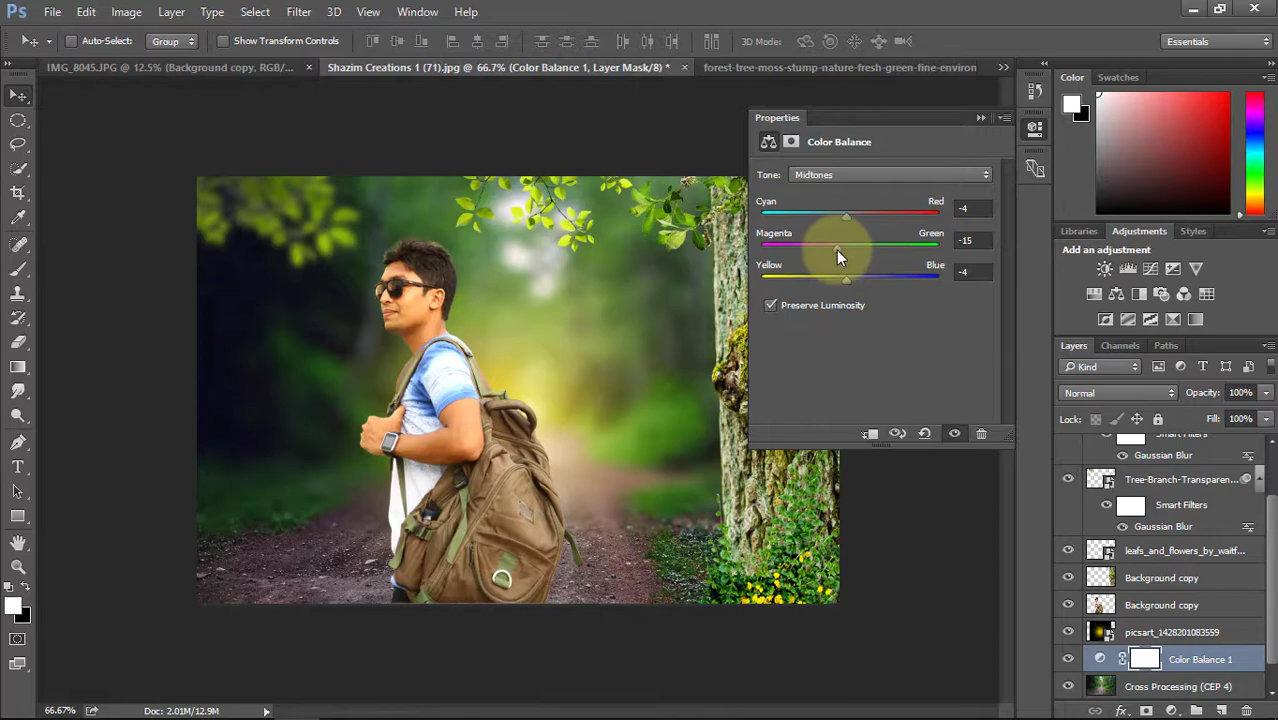 Ps File Edit Image Layer Type Select Filter 3D View Window Help
Auto-Select: Group Show Transform Controls 3D Mode: Essentials
IMG_8045.JPG @ 12.5% (Background copy, RGB/... × Shazim Creations 1 (71).jpg @ 66.7% (Color Balance 1, Layer Mask/8) * × forest-tree-moss-stump-nature-fresh-green-fine-environ
Color Swatches
Properties
Color Balance
Tone: Midtones
Cyan Red -4
Magenta Green -15
Yellow Blue -4
Preserve Luminosity
Libraries Adjustments Styles
Add an adjustment
Layers Channels Paths
Kind
Normal Opacity: 100%
Lock: Fill: 100%
Smart Filters
Gaussian Blur
Tree-Branch-Transparen...
Smart Filters
Gaussian Blur
leafs_and_flowers_by_waitf...
Background copy
Background copy
picsart_1428201083559
Color Balance 1
Cross Processing (CEP 4)
66.67% Doc: 2.01M/12.9M